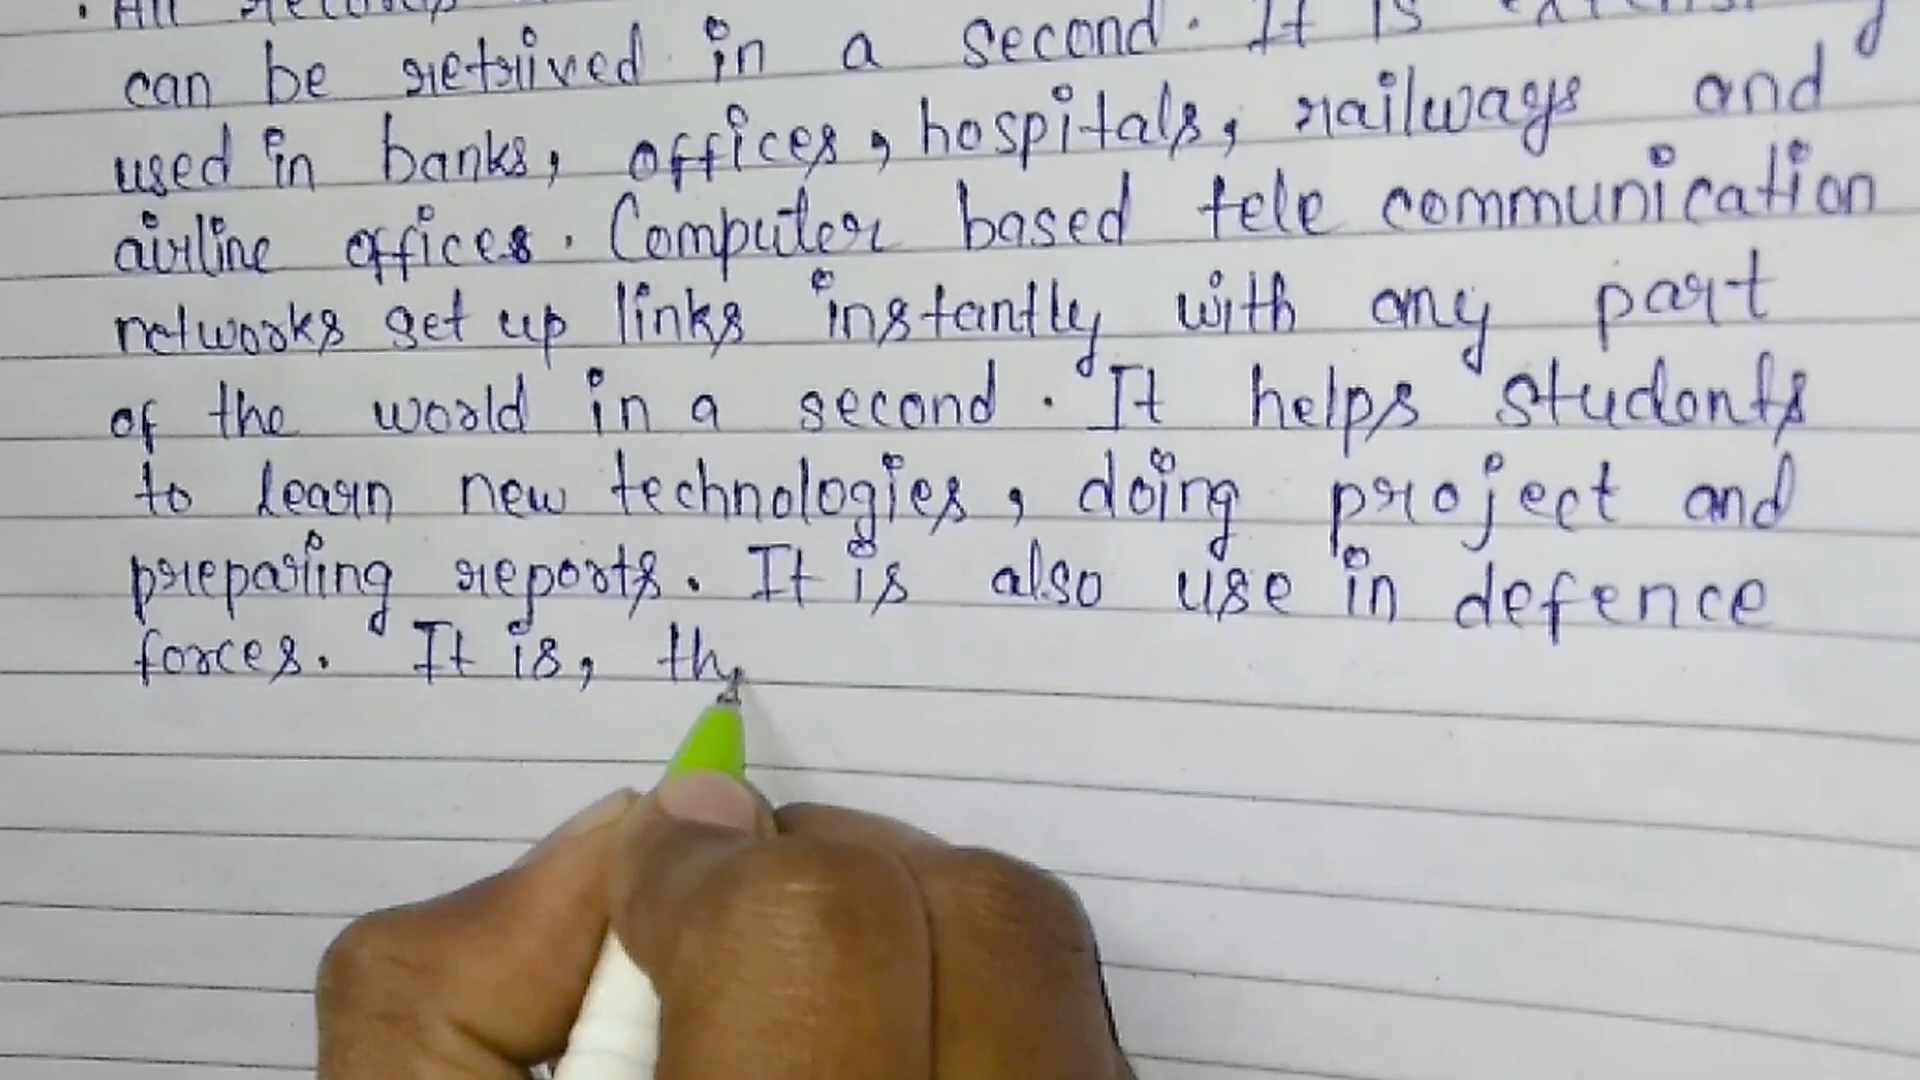 can be retrived in a second. It is
used in banks, offices, hospitals, railways and
airline offices. Computer based tele communication
networks set up links instantly with any part
of the world in a second. It helps students
to learn new technologies, doing project and
preparing reports. It is also use in defence
forces. It is, th